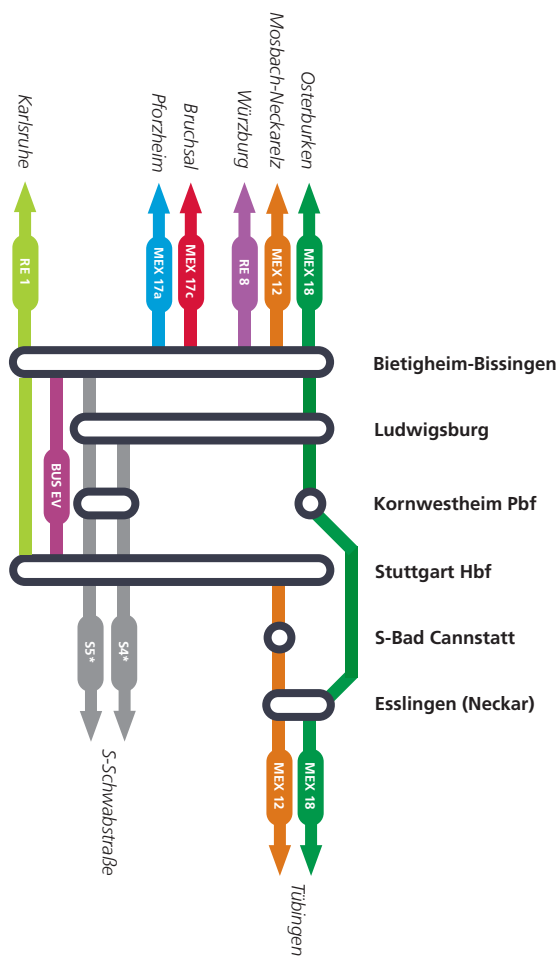 Karlsruhe
Pforzheim
Bruchsal
Würzburg
Mosbach-Neckarelz
Osterburken
RE 1
MEX 17a
MEX 17c
RE 8
MEX 12
MEX 18
Bietigheim-Bissingen
Ludwigsburg
BUS EV
Kornwestheim Pbf
Stuttgart Hbf
S-Bad Cannstatt
S5*
S4*
Esslingen (Neckar)
S-Schwabstraße
MEX 12
MEX 18
Tübingen